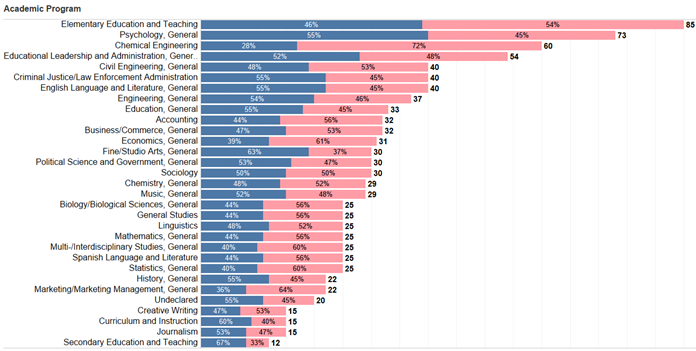 Academic Program
Elementary Education and Teaching 46% 54% 85
Psychology, General 55% 45% 73
Chemical Engineering 28% 72% 60
Educational Leadership and Administration, Gener.. 52% 48% 54
Civil Engineering, General 48% 53% 40
Criminal Justice/Law Enforcement Administration 55% 45% 40
English Language and Literature, General 55% 45% 40
Engineering, General 54% 46% 37
Education, General 55% 45% 33
Accounting 44% 56% 32
Business/Commerce, General 47% 53% 32
Economics, General 39% 61% 31
Fine/Studio Arts, General 63% 37% 30
Political Science and Government, General 53% 47% 30
Sociology 50% 50% 30
Chemistry, General 48% 52% 29
Music, General 52% 48% 29
Biology/Biological Sciences, General 44% 56% 25
General Studies 44% 56% 25
Linguistics 48% 52% 25
Mathematics, General 44% 56% 25
Multi-/Interdisciplinary Studies, General 40% 60% 25
Spanish Language and Literature 44% 56% 25
Statistics, General 40% 60% 25
History, General 55% 45% 22
Marketing/Marketing Management, General 36% 64% 22
Undeclared 55% 45% 20
Creative Writing 47% 53% 15
Curriculum and Instruction 60% 40% 15
Journalism 53% 47% 15
Secondary Education and Teaching 67% 33% 12